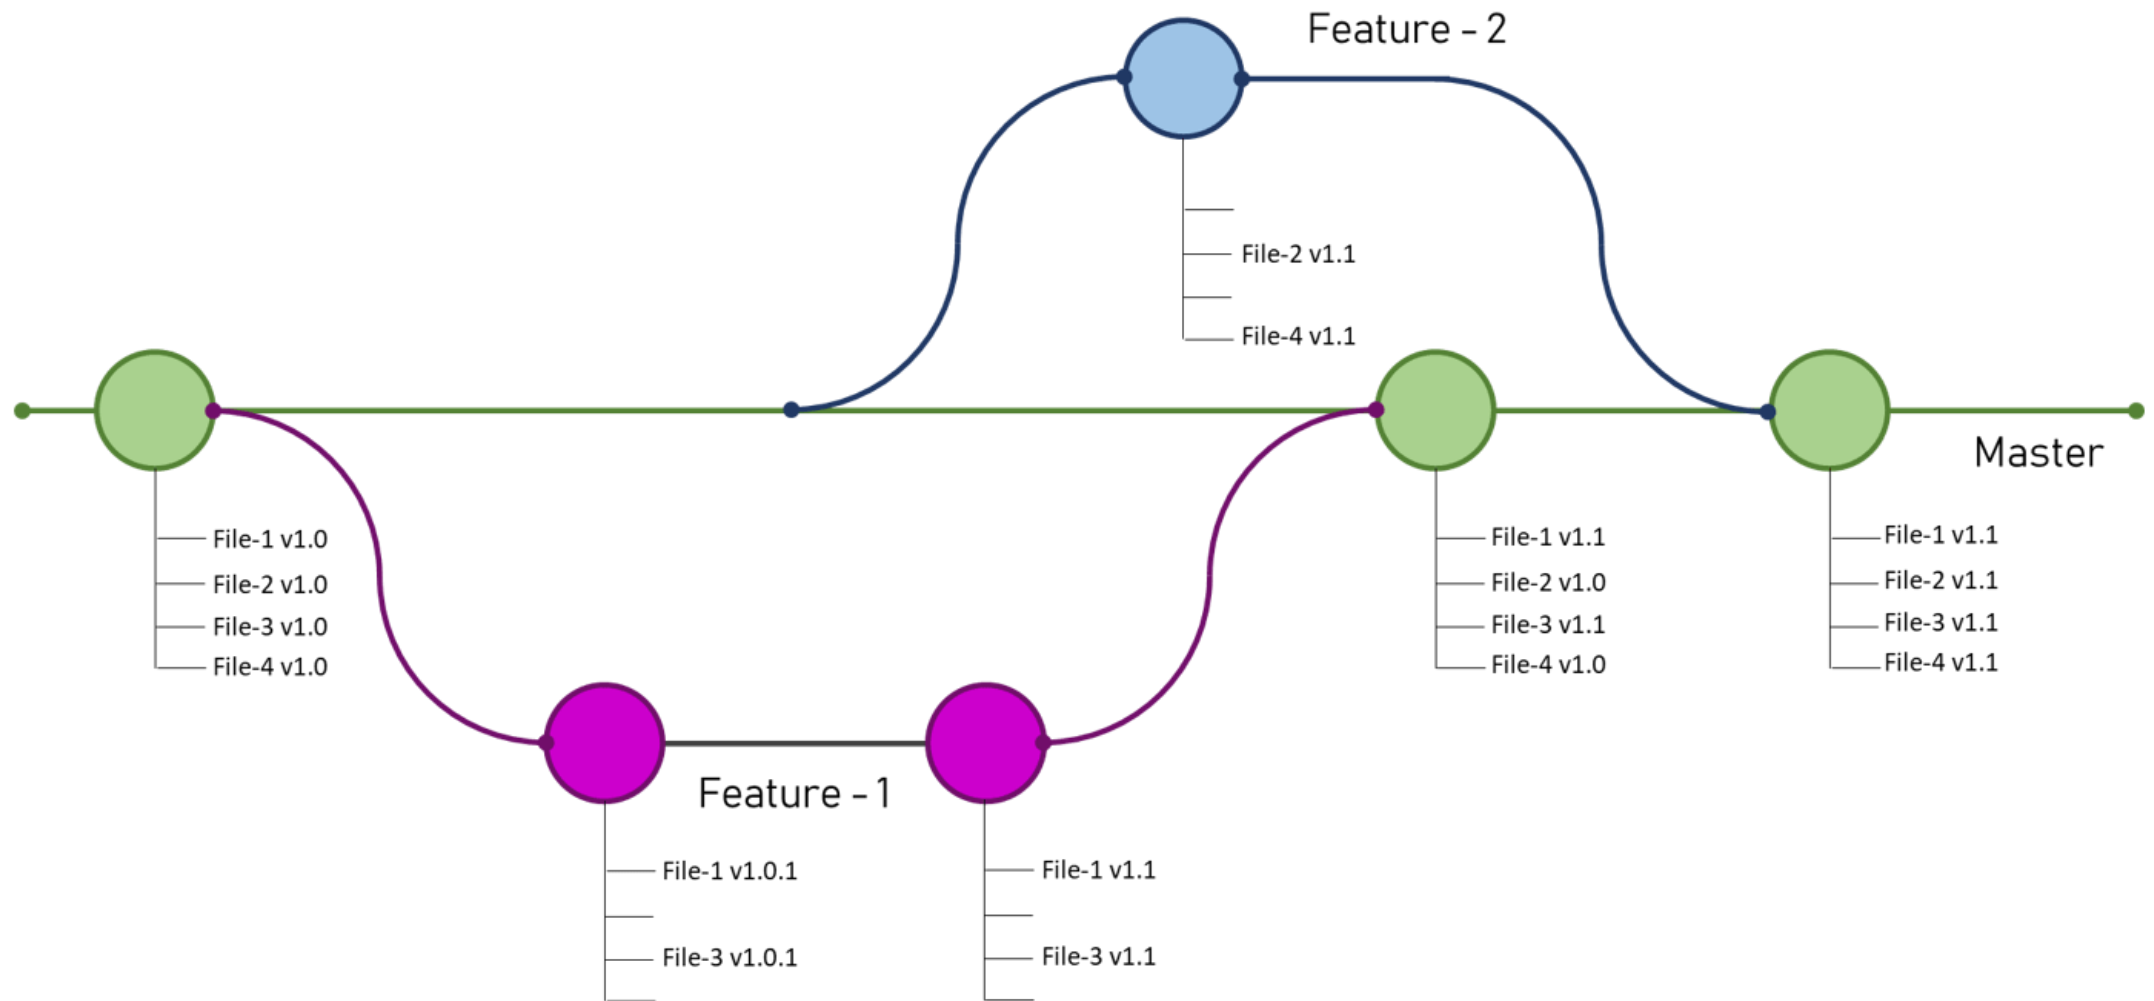 Feature - 2
File-2 v1.1
File-4 v1.1
Master
File-1 v1.0
File-2 v1.0
File-3 v1.0
File-4 v1.0
File-1 v1.1
File-2 v1.0
File-3 v1.1
File-4 v1.0
File-1 v1.1
File-2 v1.1
File-3 v1.1
File-4 v1.1
Feature - 1
File-1 v1.0.1
File-3 v1.0.1
File-1 v1.1
File-3 v1.1